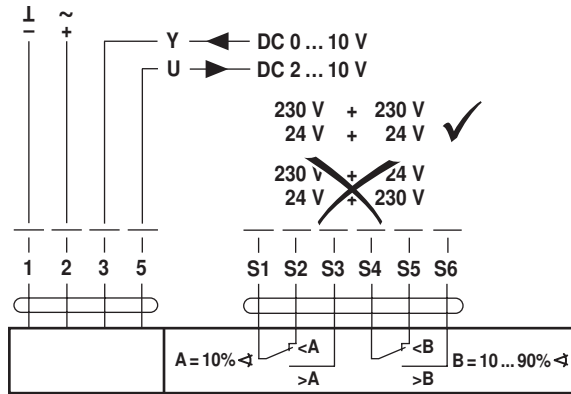 ⊥ ~
− +
Y DC 0 ... 10 V
U DC 2 ... 10 V
230 V + 230 V
24 V + 24 V
230 V + 24 V
24 V + 230 V
1 2 3 5 S1 S2 S3 S4 S5 S6
A = 10% ∢ <A >A <B >B B = 10 ... 90% ∢